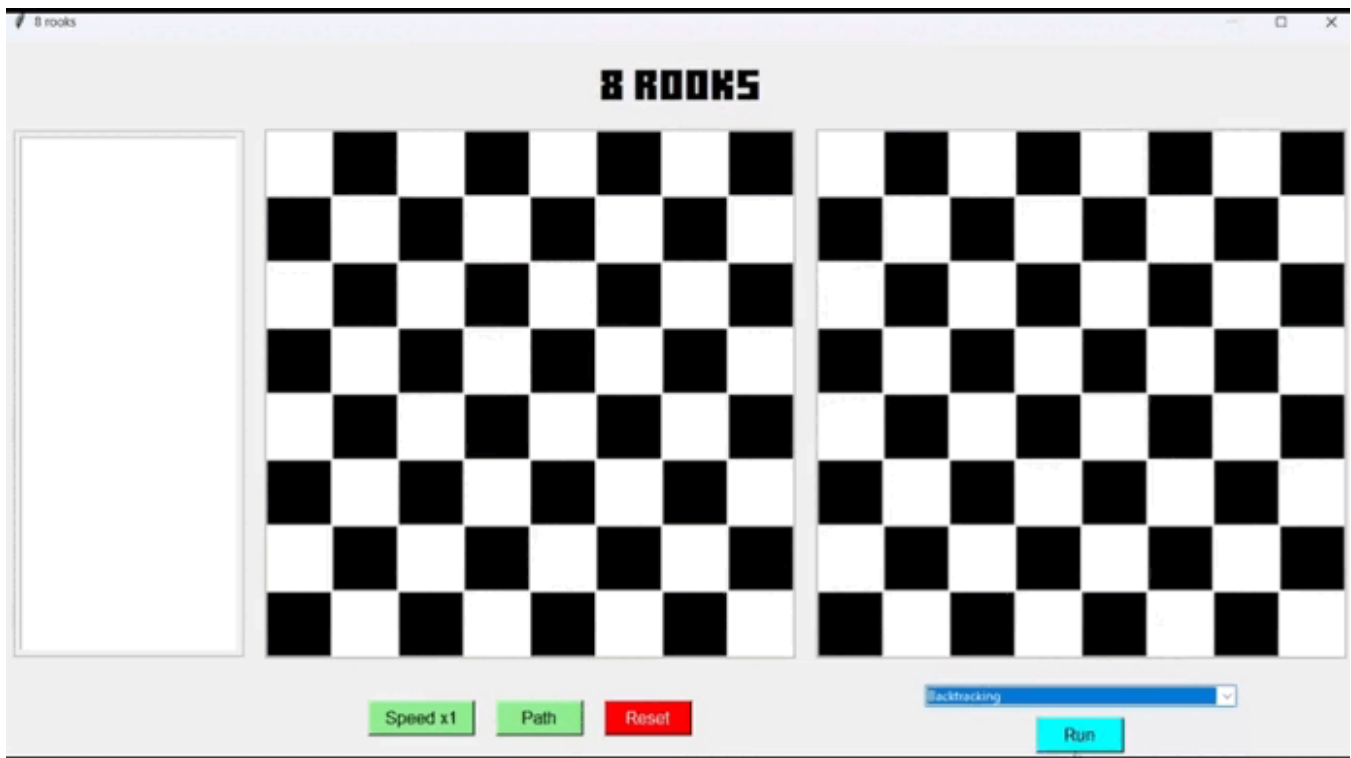 8 rooks
8 ROOKS
Speed x1
Path
Reset
Backtracking
Run